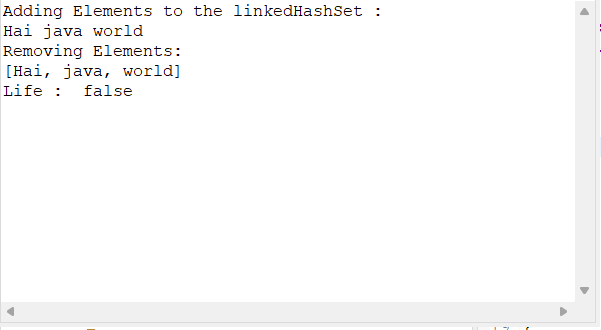 Adding Elements to the linkedHashSet :
Hai java world
Removing Elements:
[Hai, java, world]
Life :  false